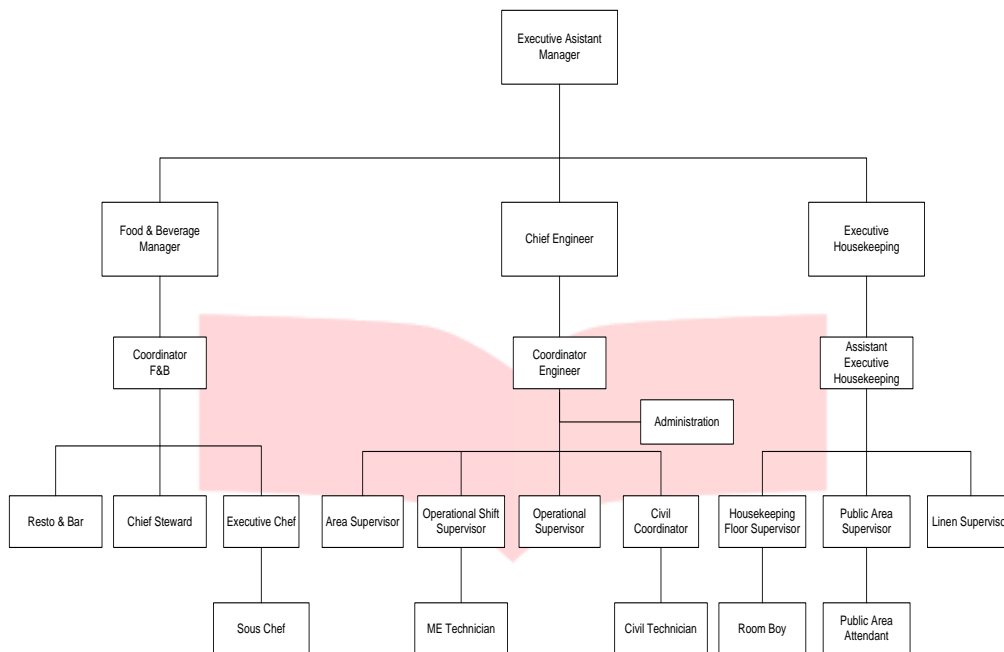 Executive Asistant
Manager
Food & Beverage
Manager
Chief Engineer
Executive
Housekeeping
Coordinator
F&B
Coordinator
Engineer
Assistant
Executive
Housekeeping
Administration
Resto & Bar
Chief Steward
Executive Chef
Area Supervisor
Operational Shift
Supervisor
Operational
Supervisor
Civil
Coordinator
Housekeeping
Floor Supervisor
Public Area
Supervisor
Linen Supervisor
Sous Chef
ME Technician
Civil Technician
Room Boy
Public Area
Attendant